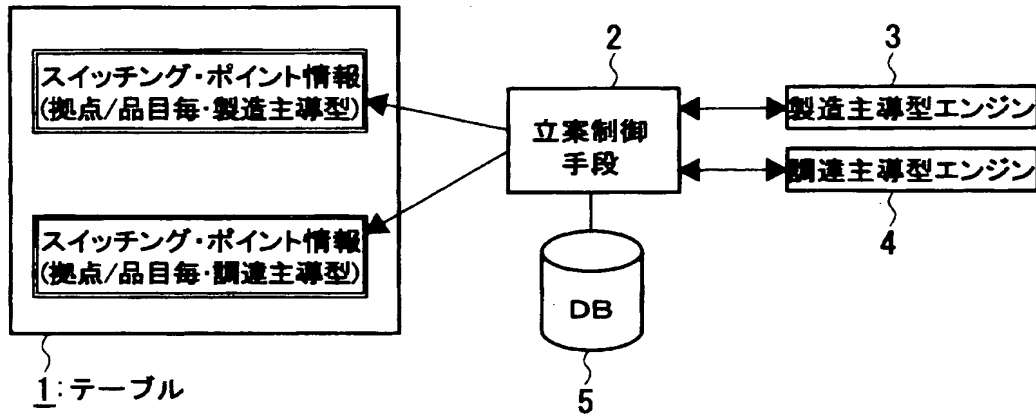 スイッチング・ポイント情報
(拠点/品目毎・製造主導型)
スイッチング・ポイント情報
(拠点/品目毎・調達主導型)
1:テーブル
2
立案制御
手段
DB
5
3
製造主導型エンジン
調達主導型エンジン
4